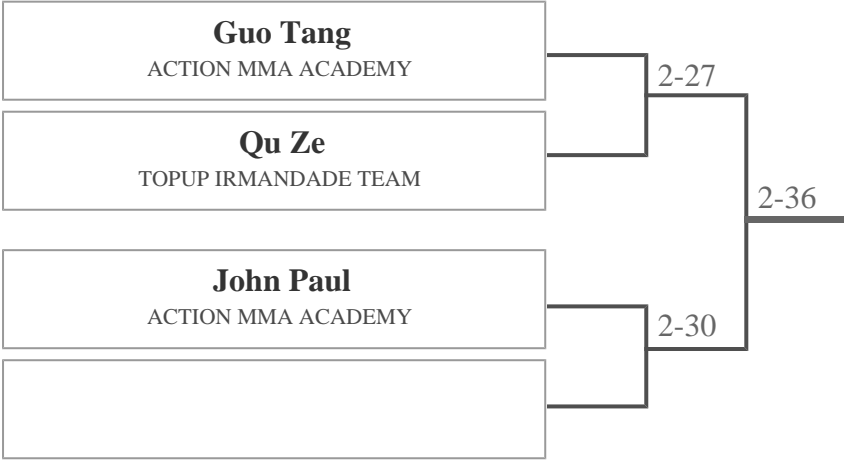 Guo Tang
ACTION MMA ACADEMY
2-27
Qu Ze
TOPUP IRMANDADE TEAM
2-36
John Paul
ACTION MMA ACADEMY
2-30